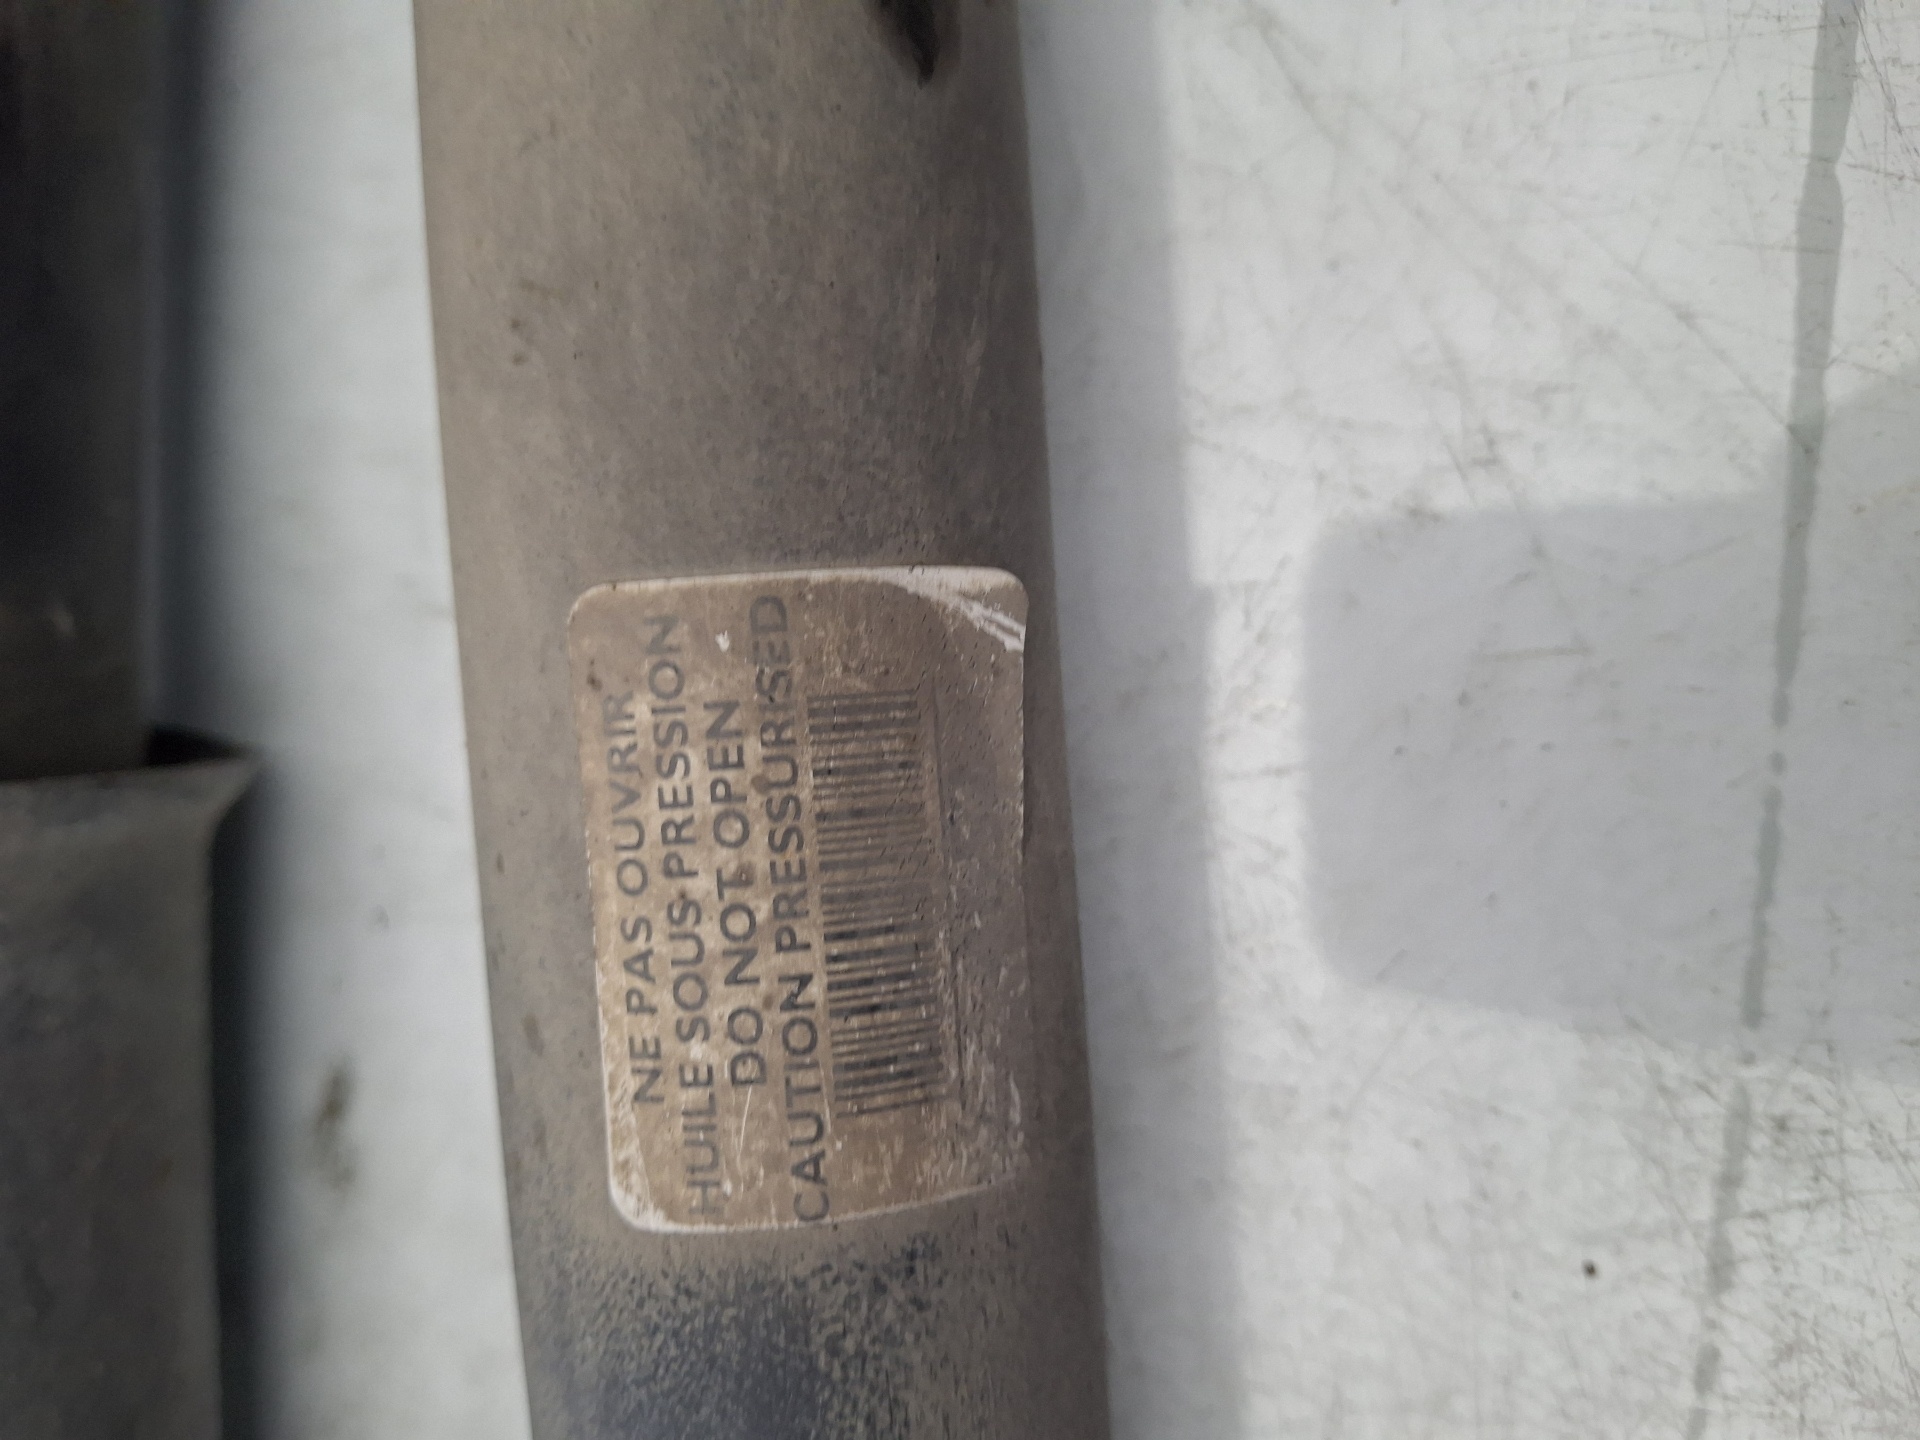 NE PAS OUVRIR
HUILE SOUS PRESSION
DO NOT OPEN
CAUTION PRESSURISED